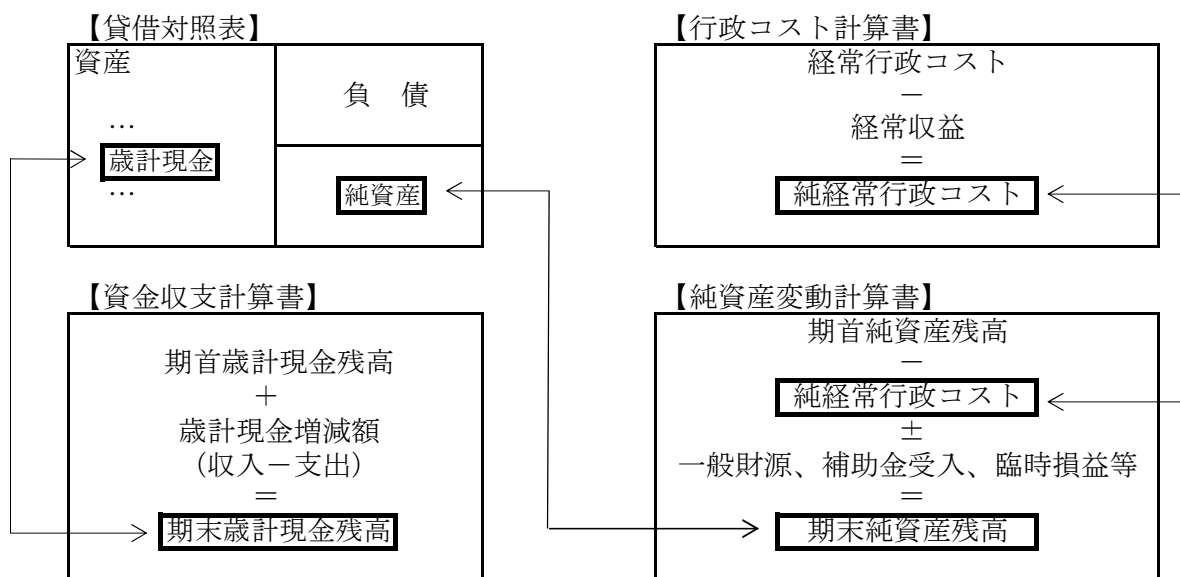 【貸借対照表】
資産
…
歳計現金
…
負 債
純資産
【行政コスト計算書】
経常行政コスト
－
経常収益
＝
純経常行政コスト
【資金収支計算書】
期首歳計現金残高
＋
歳計現金増減額
（収入－支出）
＝
期末歳計現金残高
【純資産変動計算書】
期首純資産残高
－
純経常行政コスト
±
一般財源、補助金受入、臨時損益等
＝
期末純資産残高